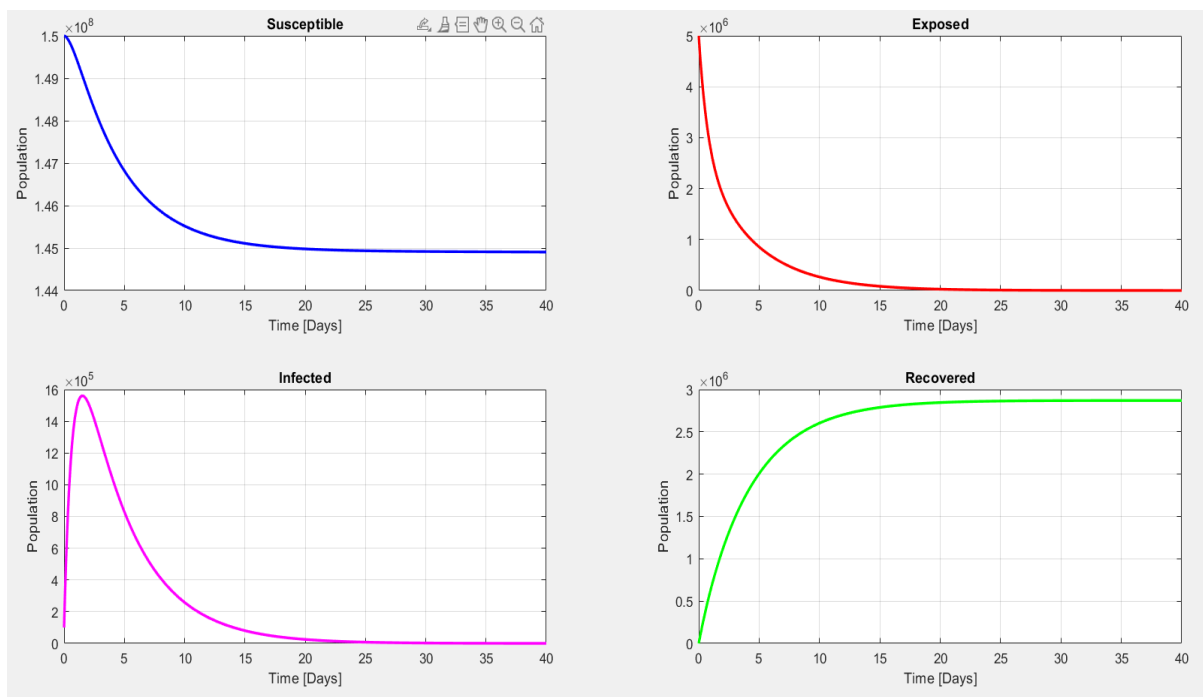 Susceptible
×10^8
1.5
1.49
1.48
1.47
1.46
1.45
1.44
Population
0 5 10 15 20 25 30 35 40
Time [Days]
Exposed
×10^6
5
4
3
2
1
0
Population
0 5 10 15 20 25 30 35 40
Time [Days]
Infected
×10^5
16
14
12
10
8
6
4
2
0
Population
0 5 10 15 20 25 30 35 40
Time [Days]
Recovered
×10^6
3
2.5
2
1.5
1
0.5
0
Population
0 5 10 15 20 25 30 35 40
Time [Days]